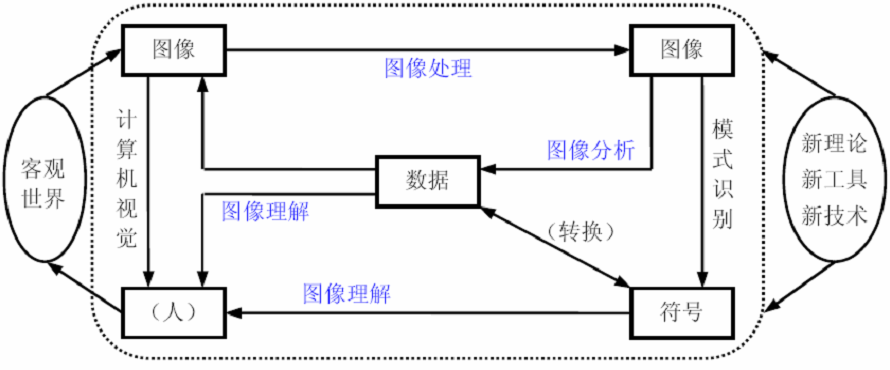 图像
图像
图像处理
计算机视觉
模式识别
客观
世界
新理论
新工具
新技术
图像分析
数据
图像理解
（转换）
图像理解
（人）
符号